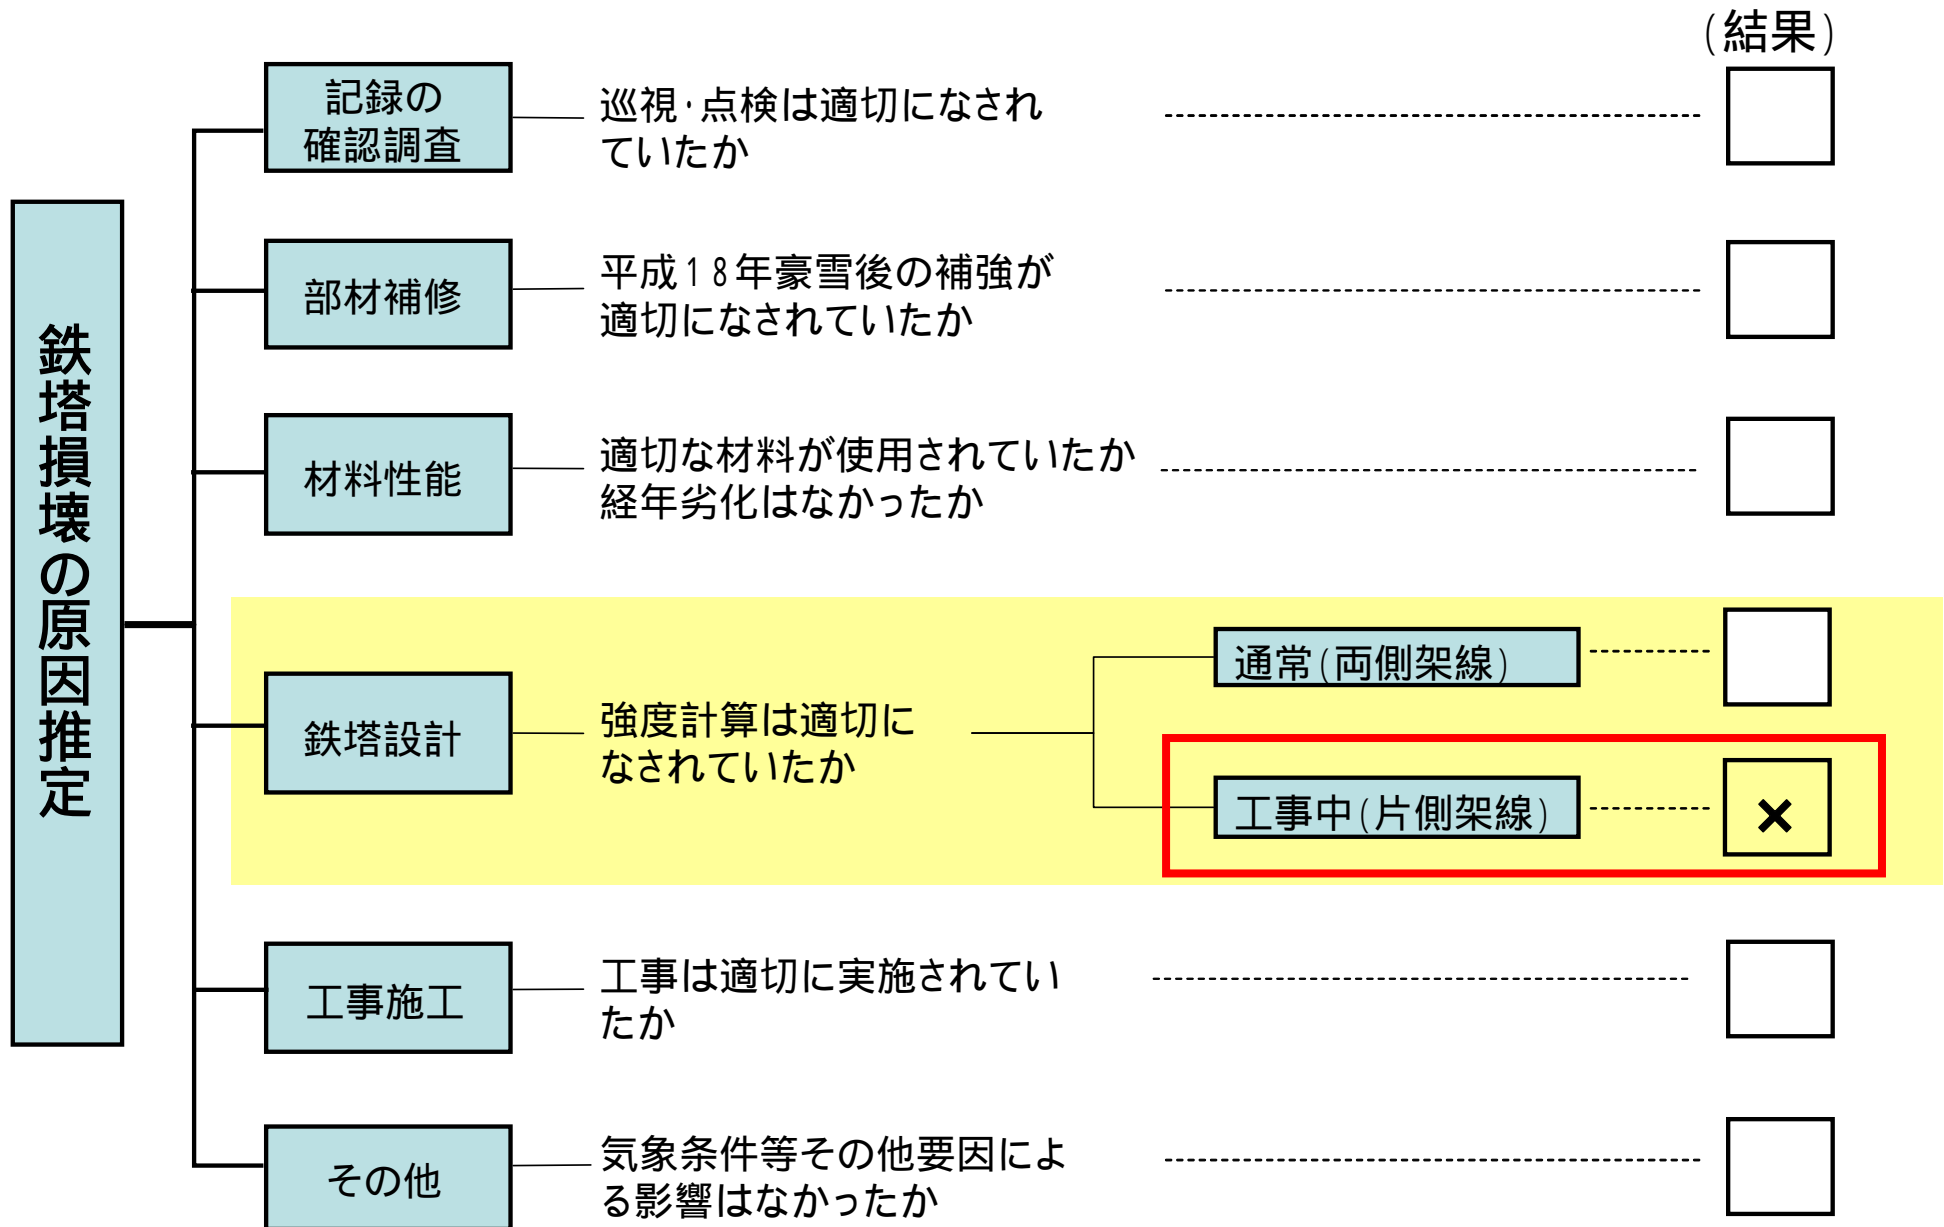 (結果)
鉄塔損壊の原因推定
記録の
確認調査
巡視・点検は適切になされ
ていたか
部材補修
平成18年豪雪後の補強が
適切になされていたか
材料性能
適切な材料が使用されていたか
経年劣化はなかったか
鉄塔設計
強度計算は適切に
なされていたか
通常(両側架線)
工事中(片側架線)
×
工事施工
工事は適切に実施されてい
たか
その他
気象条件等その他要因によ
る影響はなかったか